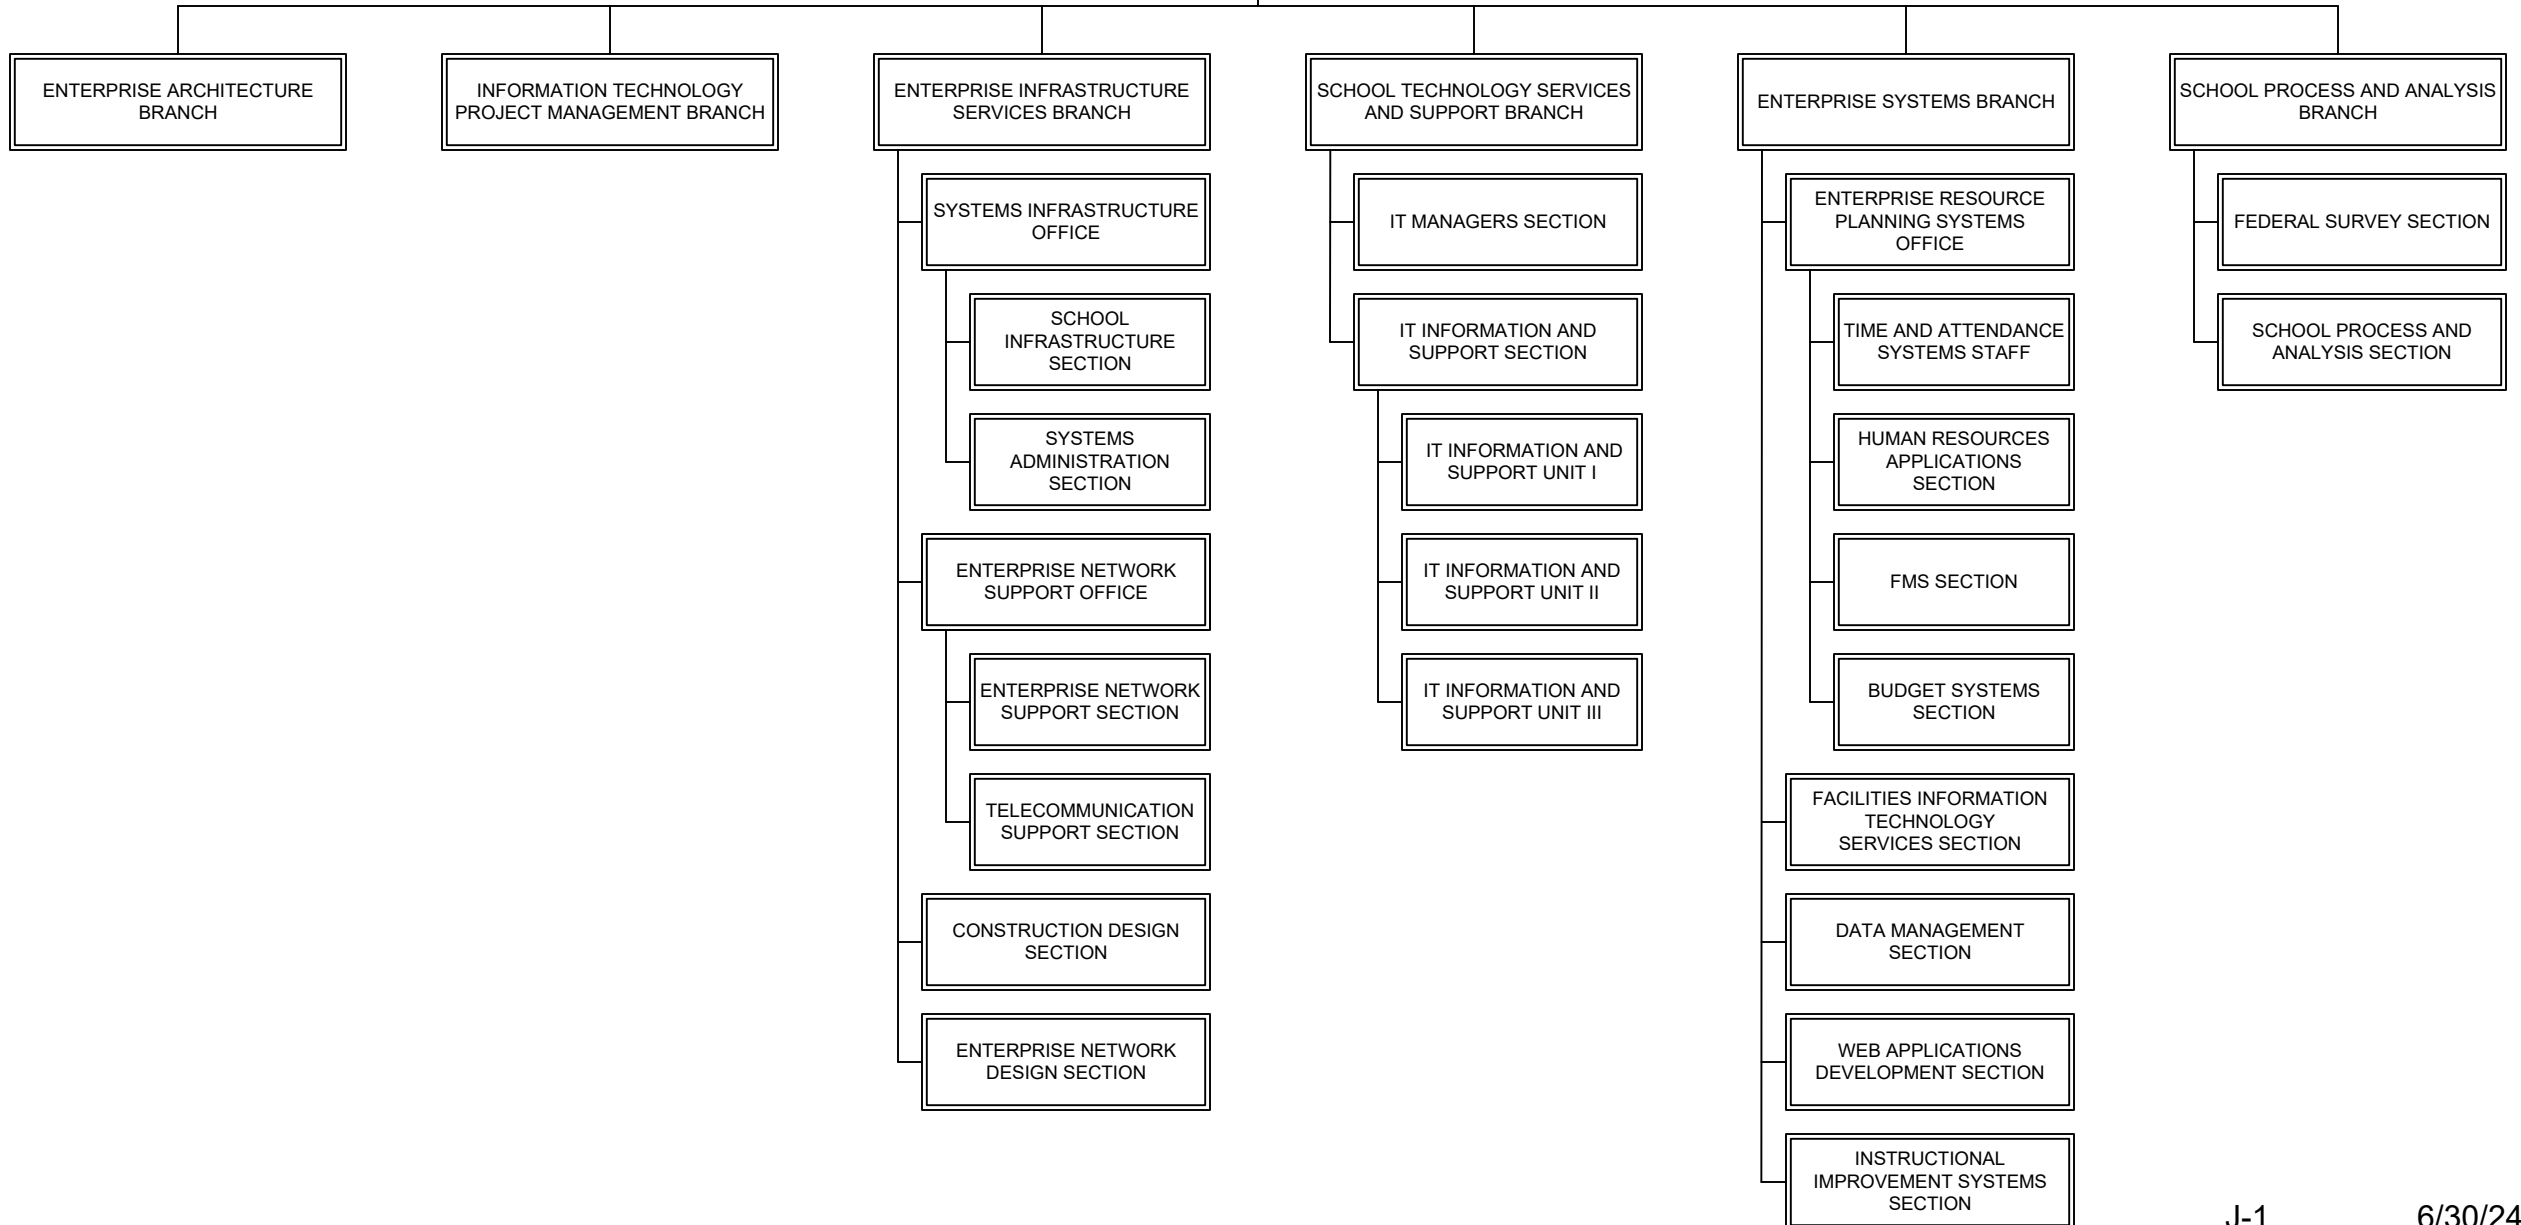 ENTERPRISE ARCHITECTURE
BRANCH
INFORMATION TECHNOLOGY
PROJECT MANAGEMENT BRANCH
ENTERPRISE INFRASTRUCTURE
SERVICES BRANCH
SYSTEMS INFRASTRUCTURE
OFFICE
SCHOOL
INFRASTRUCTURE
SECTION
SYSTEMS
ADMINISTRATION
SECTION
ENTERPRISE NETWORK
SUPPORT OFFICE
ENTERPRISE NETWORK
SUPPORT SECTION
TELECOMMUNICATION
SUPPORT SECTION
CONSTRUCTION DESIGN
SECTION
ENTERPRISE NETWORK
DESIGN SECTION
SCHOOL TECHNOLOGY SERVICES
AND SUPPORT BRANCH
IT MANAGERS SECTION
IT INFORMATION AND
SUPPORT SECTION
IT INFORMATION AND
SUPPORT UNIT I
IT INFORMATION AND
SUPPORT UNIT II
IT INFORMATION AND
SUPPORT UNIT III
ENTERPRISE SYSTEMS BRANCH
ENTERPRISE RESOURCE
PLANNING SYSTEMS
OFFICE
TIME AND ATTENDANCE
SYSTEMS STAFF
HUMAN RESOURCES
APPLICATIONS
SECTION
FMS SECTION
BUDGET SYSTEMS
SECTION
FACILITIES INFORMATION
TECHNOLOGY
SERVICES SECTION
DATA MANAGEMENT
SECTION
WEB APPLICATIONS
DEVELOPMENT SECTION
INSTRUCTIONAL
IMPROVEMENT SYSTEMS
SECTION
SCHOOL PROCESS AND ANALYSIS
BRANCH
FEDERAL SURVEY SECTION
SCHOOL PROCESS AND
ANALYSIS SECTION
J-1 6/30/24